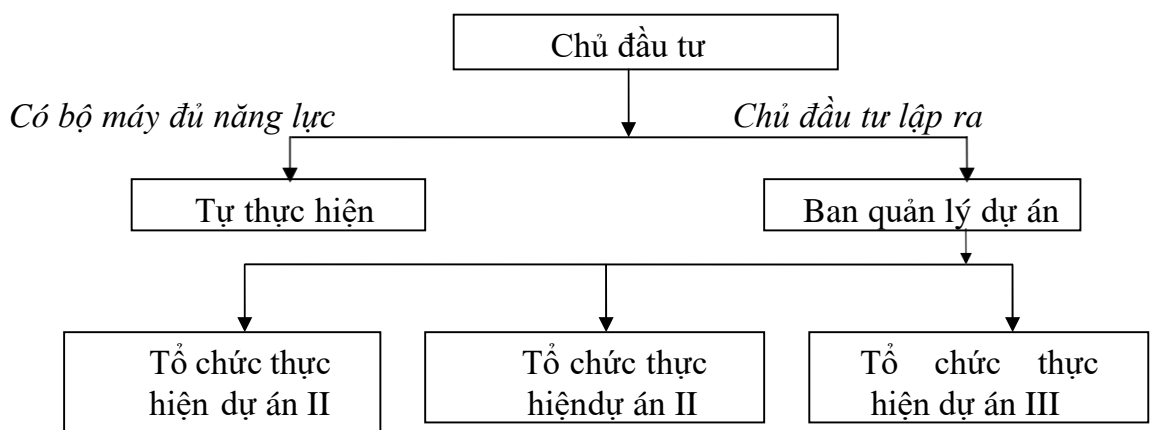 Chủ đầu tư
Có bộ máy đủ năng lực
Chủ đầu tư lập ra
Tự thực hiện
Ban quản lý dự án
Tổ chức thực
hiện dự án II
Tổ chức thực
hiệndự án II
Tổ chức thực
hiện dự án III